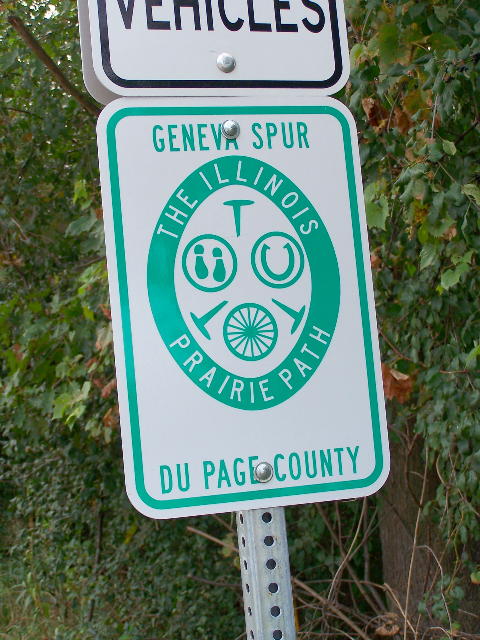 VEHICLES
GENEVA SPUR
THE ILLINOIS
PRAIRIE PATH
DU PAGE COUNTY